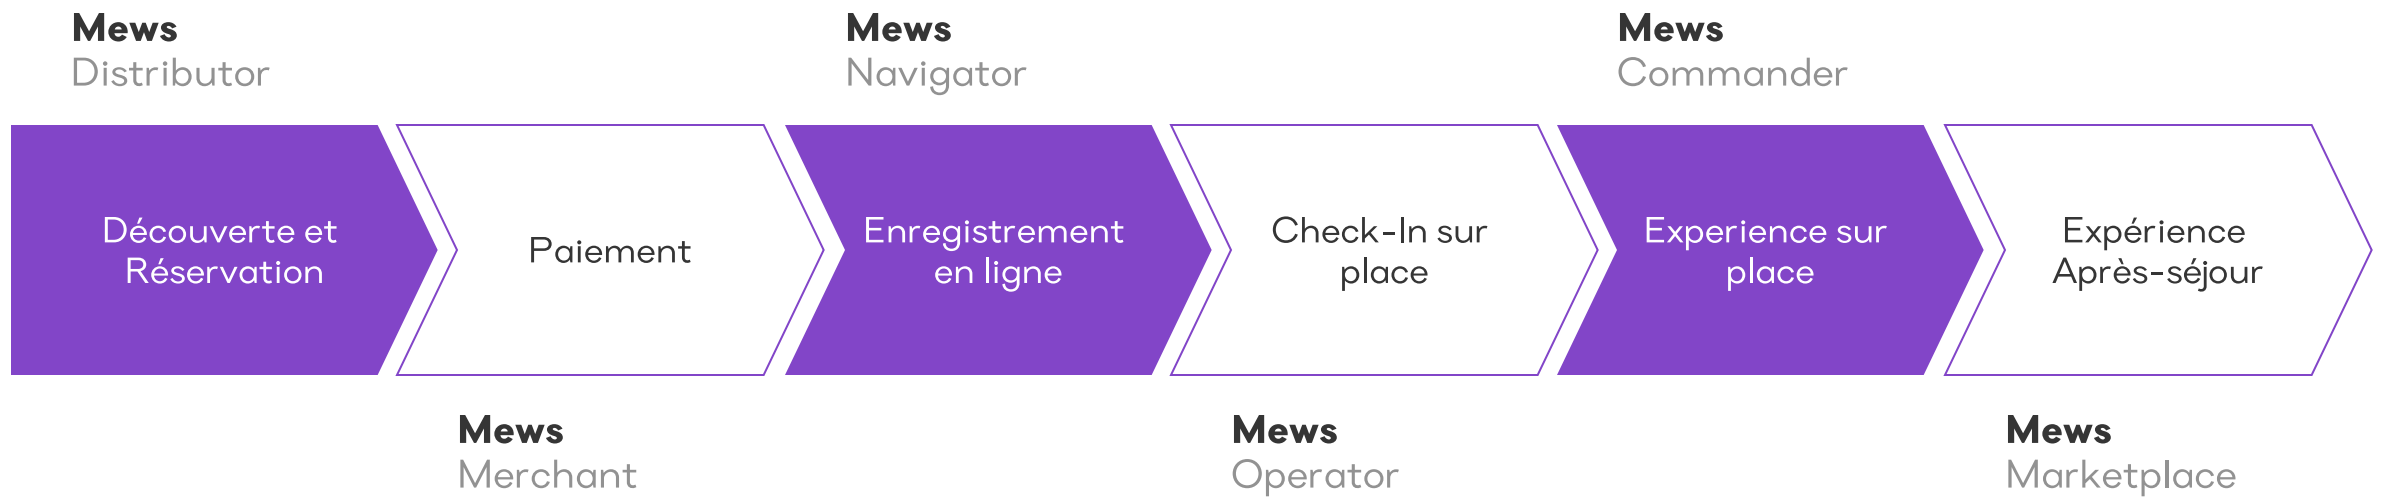 Mews
Distributor
Mews
Navigator
Mews
Commander
Découverte et
Réservation
Paiement
Enregistrement
en ligne
Check-In sur
place
Experience sur
place
Expérience
Après-séjour
Mews
Merchant
Mews
Operator
Mews
Marketplace